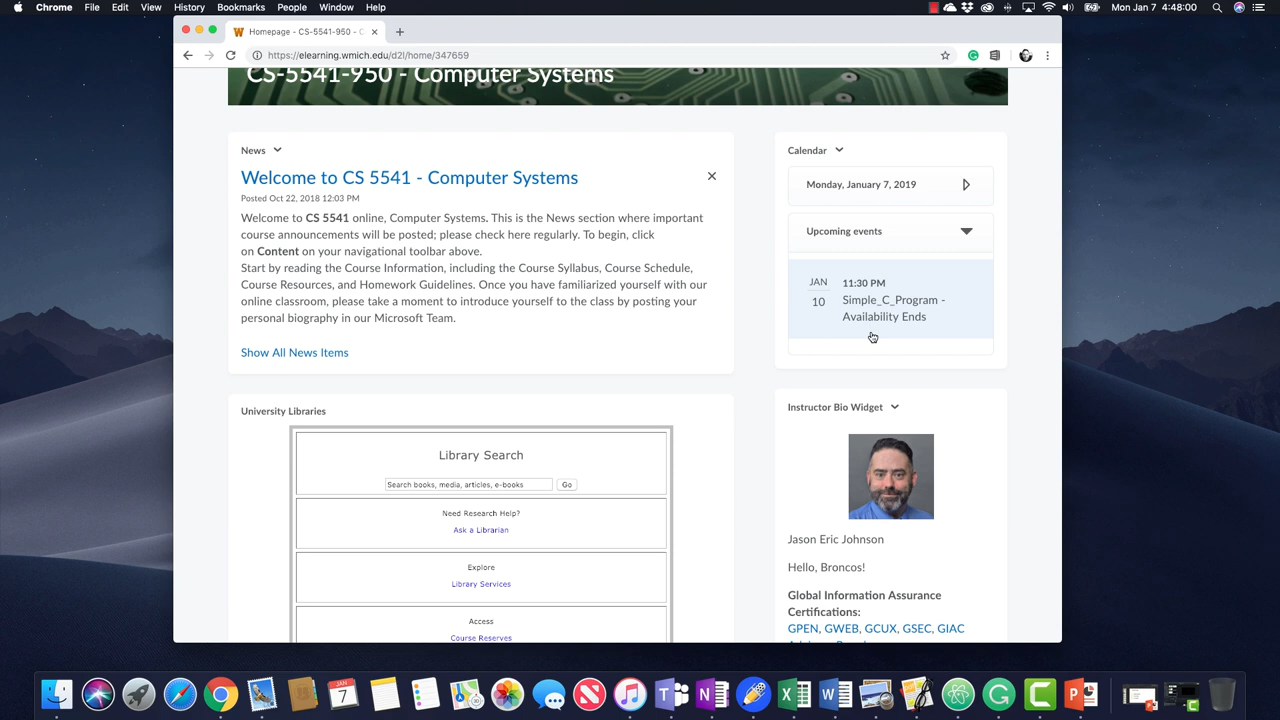 Chrome File Edit View History Bookmarks People Window Help
Mon Jan 7 4:48:00
Homepage - CS-5541-950 - C
https://elearning.wmich.edu/d2l/home/347659
CS-5541-950 - Computer Systems
News
Welcome to CS 5541 - Computer Systems
Posted Oct 22, 2018 12:03 PM
Welcome to CS 5541 online, Computer Systems. This is the News section where important
course announcements will be posted; please check here regularly. To begin, click
on Content on your navigational toolbar above.
Start by reading the Course Information, including the Course Syllabus, Course Schedule,
Course Resources, and Homework Guidelines. Once you have familiarized yourself with our
online classroom, please take a moment to introduce yourself to the class by posting your
personal biography in our Microsoft Team.
Show All News Items
University Libraries
Library Search
Search books, media, articles, e-books Go
Need Research Help?
Ask a Librarian
Explore
Library Services
Access
Course Reserves
Calendar
Monday, January 7, 2019
Upcoming events
JAN
10
11:30 PM
Simple_C_Program -
Availability Ends
Instructor Bio Widget
Jason Eric Johnson
Hello, Broncos!
Global Information Assurance
Certifications:
GPEN, GWEB, GCUX, GSEC, GIAC
JAN
7